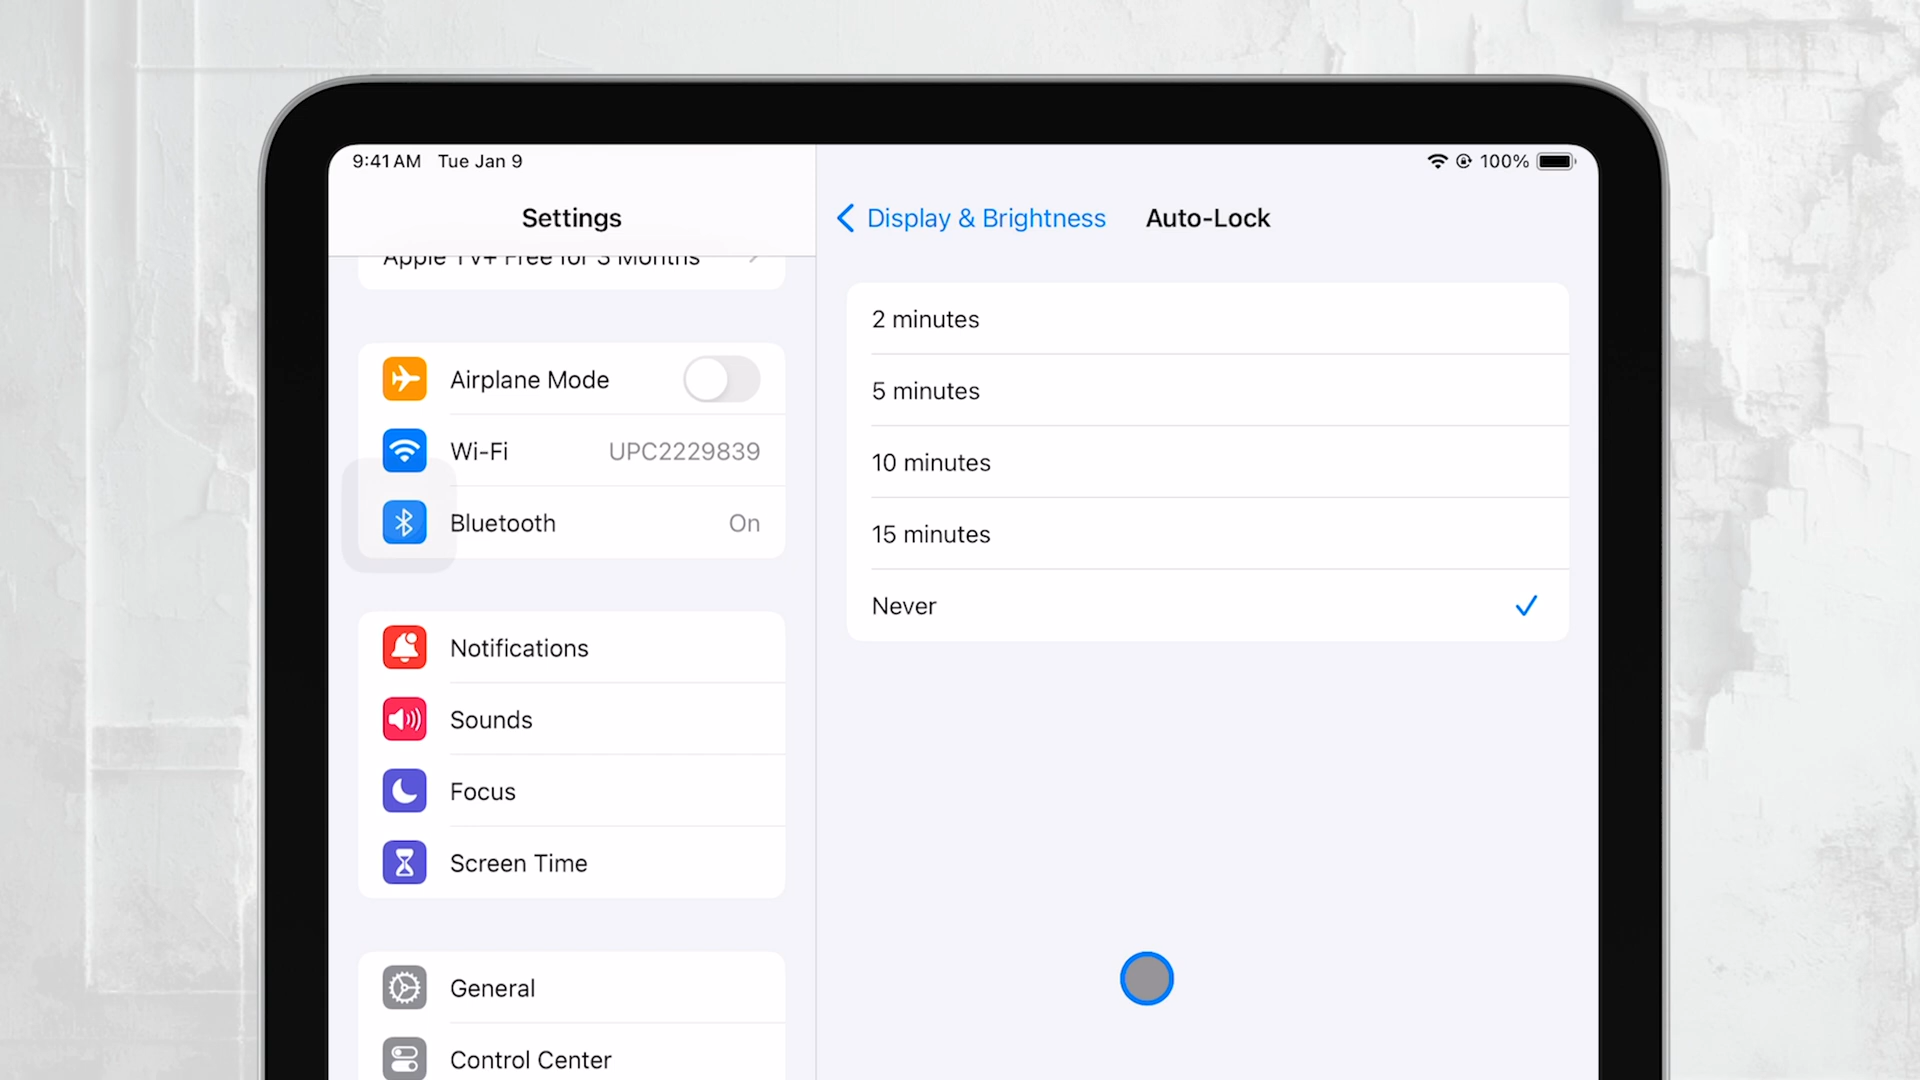 9:41 AM Tue Jan 9
100%
Settings
Apple TV+ Free for 3 Months
Airplane Mode
Wi-Fi UPC2229839
Bluetooth On
Notifications
Sounds
Focus
Screen Time
General
Control Center
Display & Brightness Auto-Lock
2 minutes
5 minutes
10 minutes
15 minutes
Never